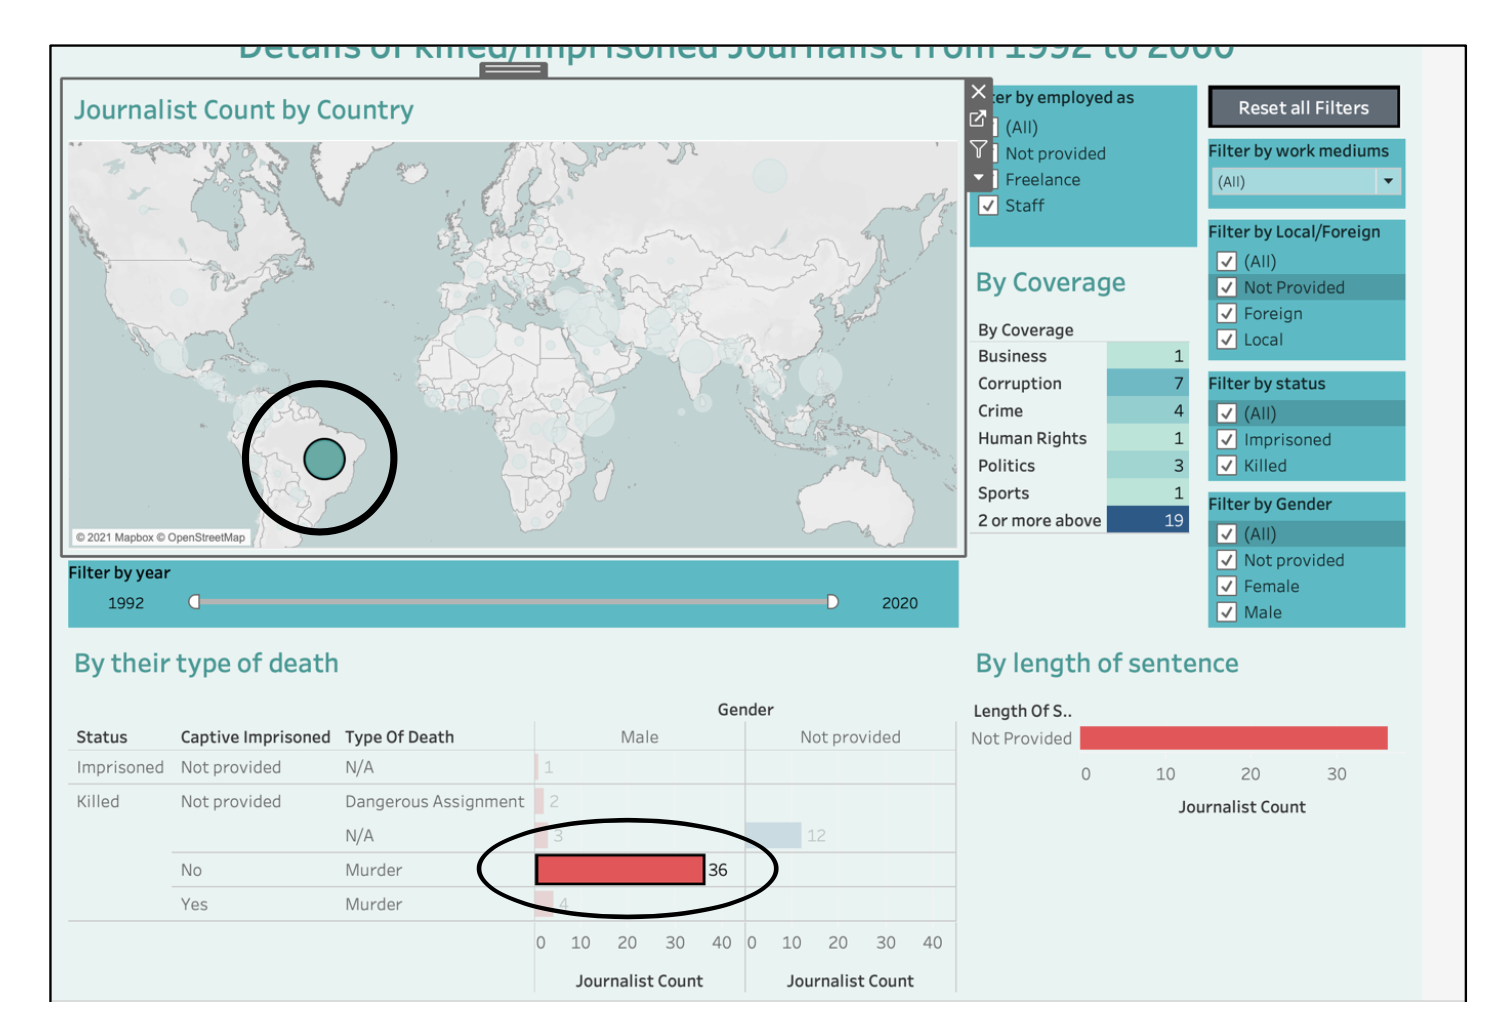 Details of killed/imprisoned Journalist from 1992 to 2000
Journalist Count by Country
© 2021 Mapbox © OpenStreetMap
Filter by year
1992
2020
ter by employed as
(All)
Not provided
Freelance
Staff
Reset all Filters
Filter by work mediums
(All)
Filter by Local/Foreign
(All)
Not Provided
Foreign
Local
Filter by status
(All)
Imprisoned
Killed
Filter by Gender
(All)
Not provided
Female
Male
By Coverage
By Coverage
Business 1
Corruption 7
Crime 4
Human Rights 1
Politics 3
Sports 1
2 or more above 19
By their type of death
Gender
Status Captive Imprisoned Type Of Death Male Not provided
Imprisoned Not provided N/A 1
Killed Not provided Dangerous Assignment 2
N/A 3 12
No Murder 36
Yes Murder 4
0 10 20 30 40 0 10 20 30 40
Journalist Count Journalist Count
By length of sentence
Length Of S..
Not Provided
0 10 20 30
Journalist Count